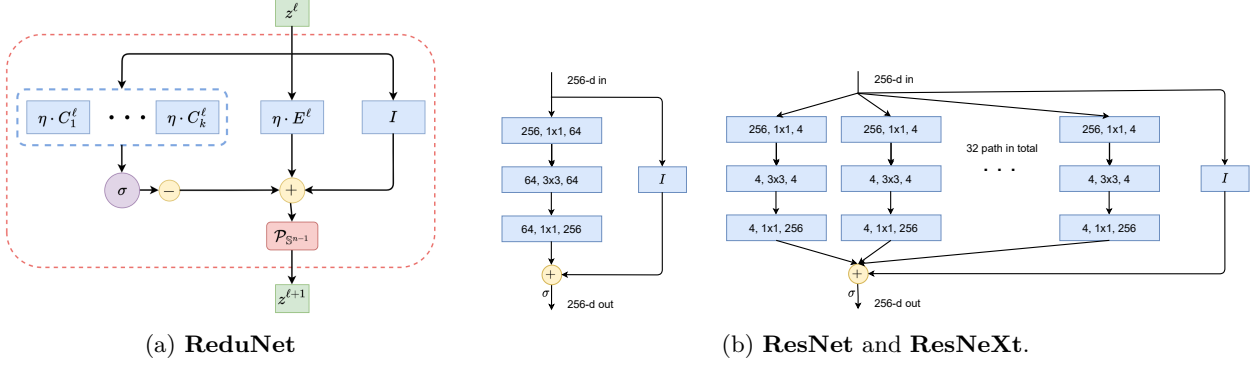 z^ℓ
η · C_1^ℓ • • • η · C_k^ℓ
η · E^ℓ
I
σ
−
+
𝒫_{𝕊^{n−1}}
z^{ℓ+1}
(a) ReduNet
256-d in
256, 1x1, 64
64, 3x3, 64
I
64, 1x1, 256
+
σ
256-d out
256-d in
256, 1x1, 4
256, 1x1, 4
256, 1x1, 4
32 path in total
4, 3x3, 4
4, 3x3, 4
• • •
4, 3x3, 4
I
4, 1x1, 256
4, 1x1, 256
4, 1x1, 256
+
σ
256-d out
(b) ResNet and ResNeXt.